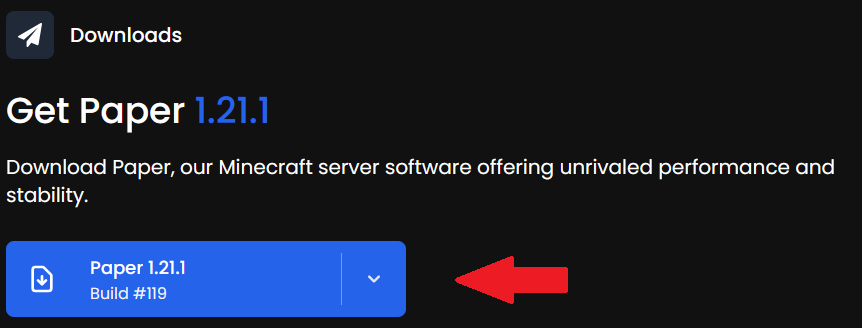 Downloads
Get Paper 1.21.1
Download Paper, our Minecraft server software offering unrivaled performance and
stability.
Paper 1.21.1
Build #119